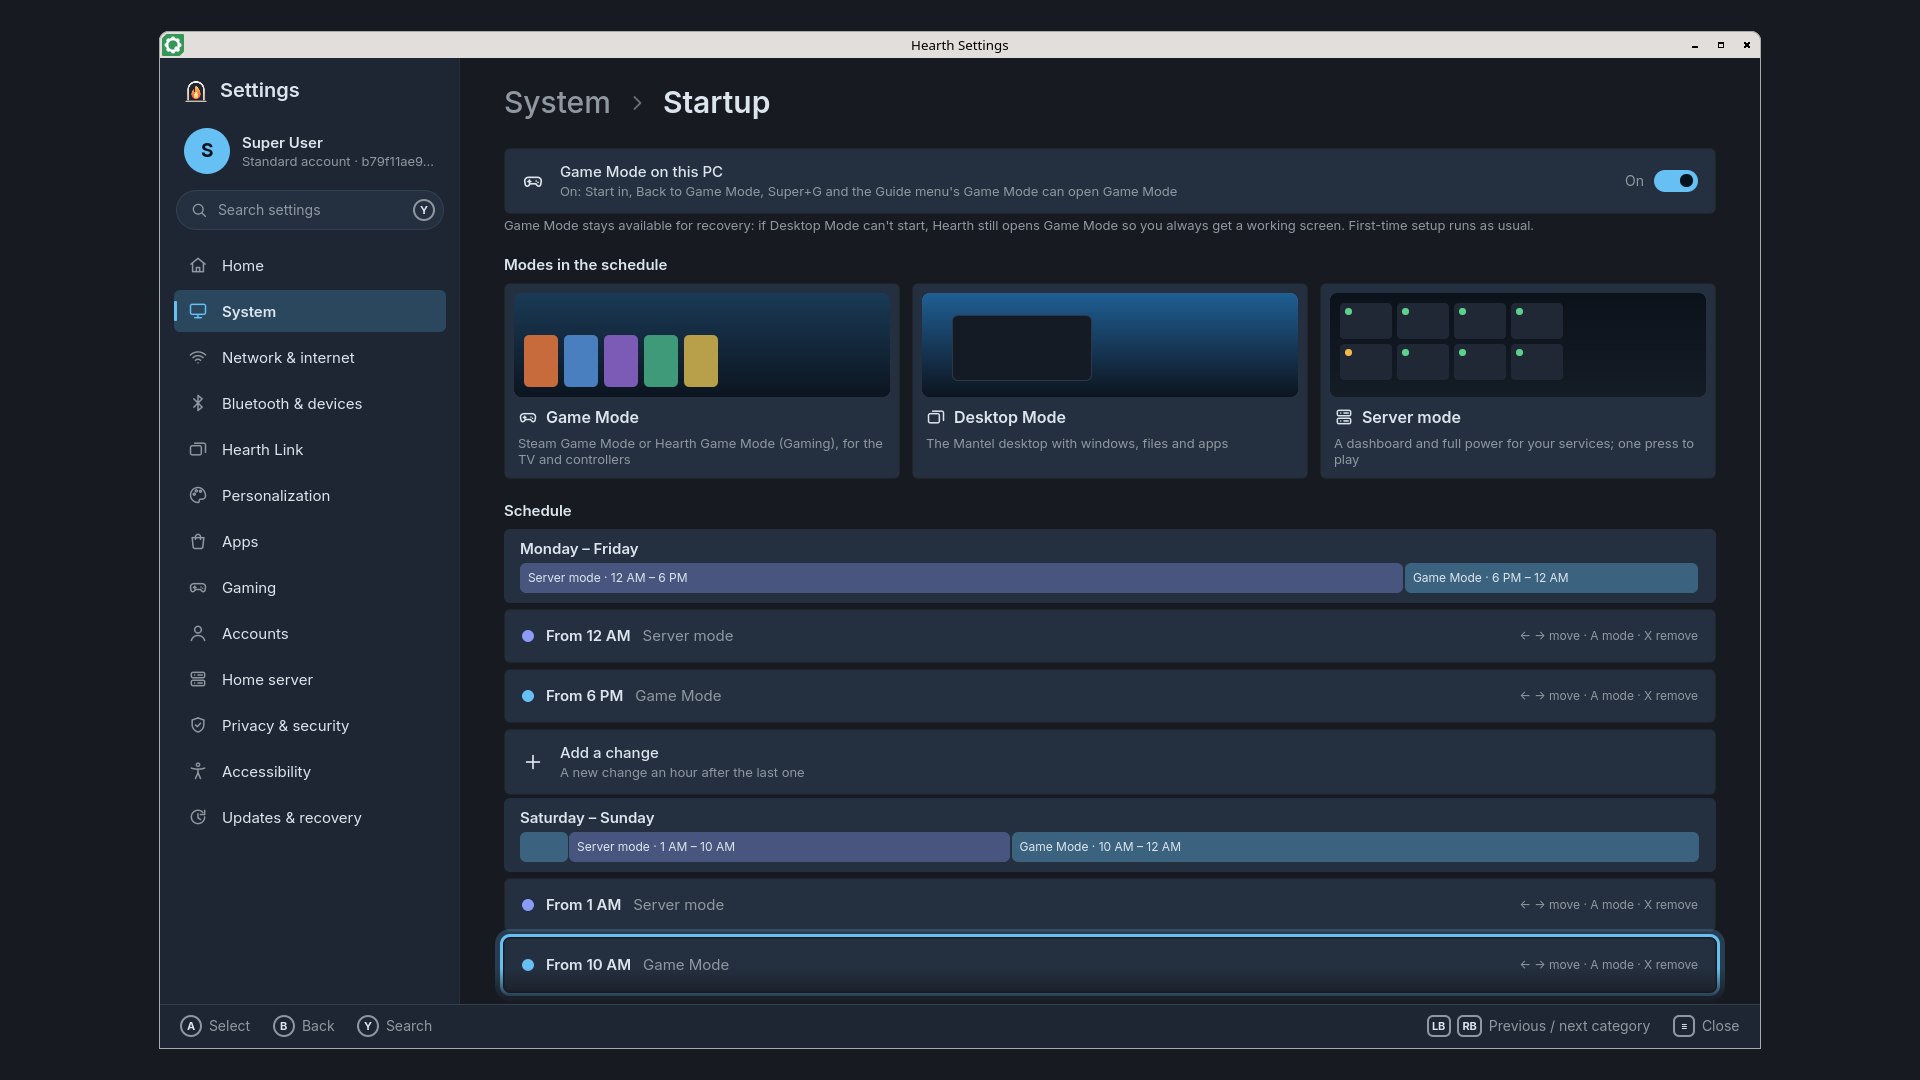 Hearth Settings
Settings
S
Super User
Standard account · b79f11ae9...
Search settings
Y
Home
System
Network & internet
Bluetooth & devices
Hearth Link
Personalization
Apps
Gaming
Accounts
Home server
Privacy & security
Accessibility
Updates & recovery
System > Startup
Game Mode on this PC
On: Start in, Back to Game Mode, Super+G and the Guide menu's Game Mode can open Game Mode
On
Game Mode stays available for recovery: if Desktop Mode can't start, Hearth still opens Game Mode so you always get a working screen. First-time setup runs as usual.
Modes in the schedule
Game Mode
Steam Game Mode or Hearth Game Mode (Gaming), for the
TV and controllers
Desktop Mode
The Mantel desktop with windows, files and apps
Server mode
A dashboard and full power for your services; one press to
play
Schedule
Monday – Friday
Server mode · 12 AM – 6 PM
Game Mode · 6 PM – 12 AM
From 12 AM Server mode
← → move · A mode · X remove
From 6 PM Game Mode
← → move · A mode · X remove
Add a change
A new change an hour after the last one
Saturday – Sunday
Server mode · 1 AM – 10 AM
Game Mode · 10 AM – 12 AM
From 1 AM Server mode
← → move · A mode · X remove
From 10 AM Game Mode
← → move · A mode · X remove
A Select
B Back
Y Search
LB RB Previous / next category
≡ Close